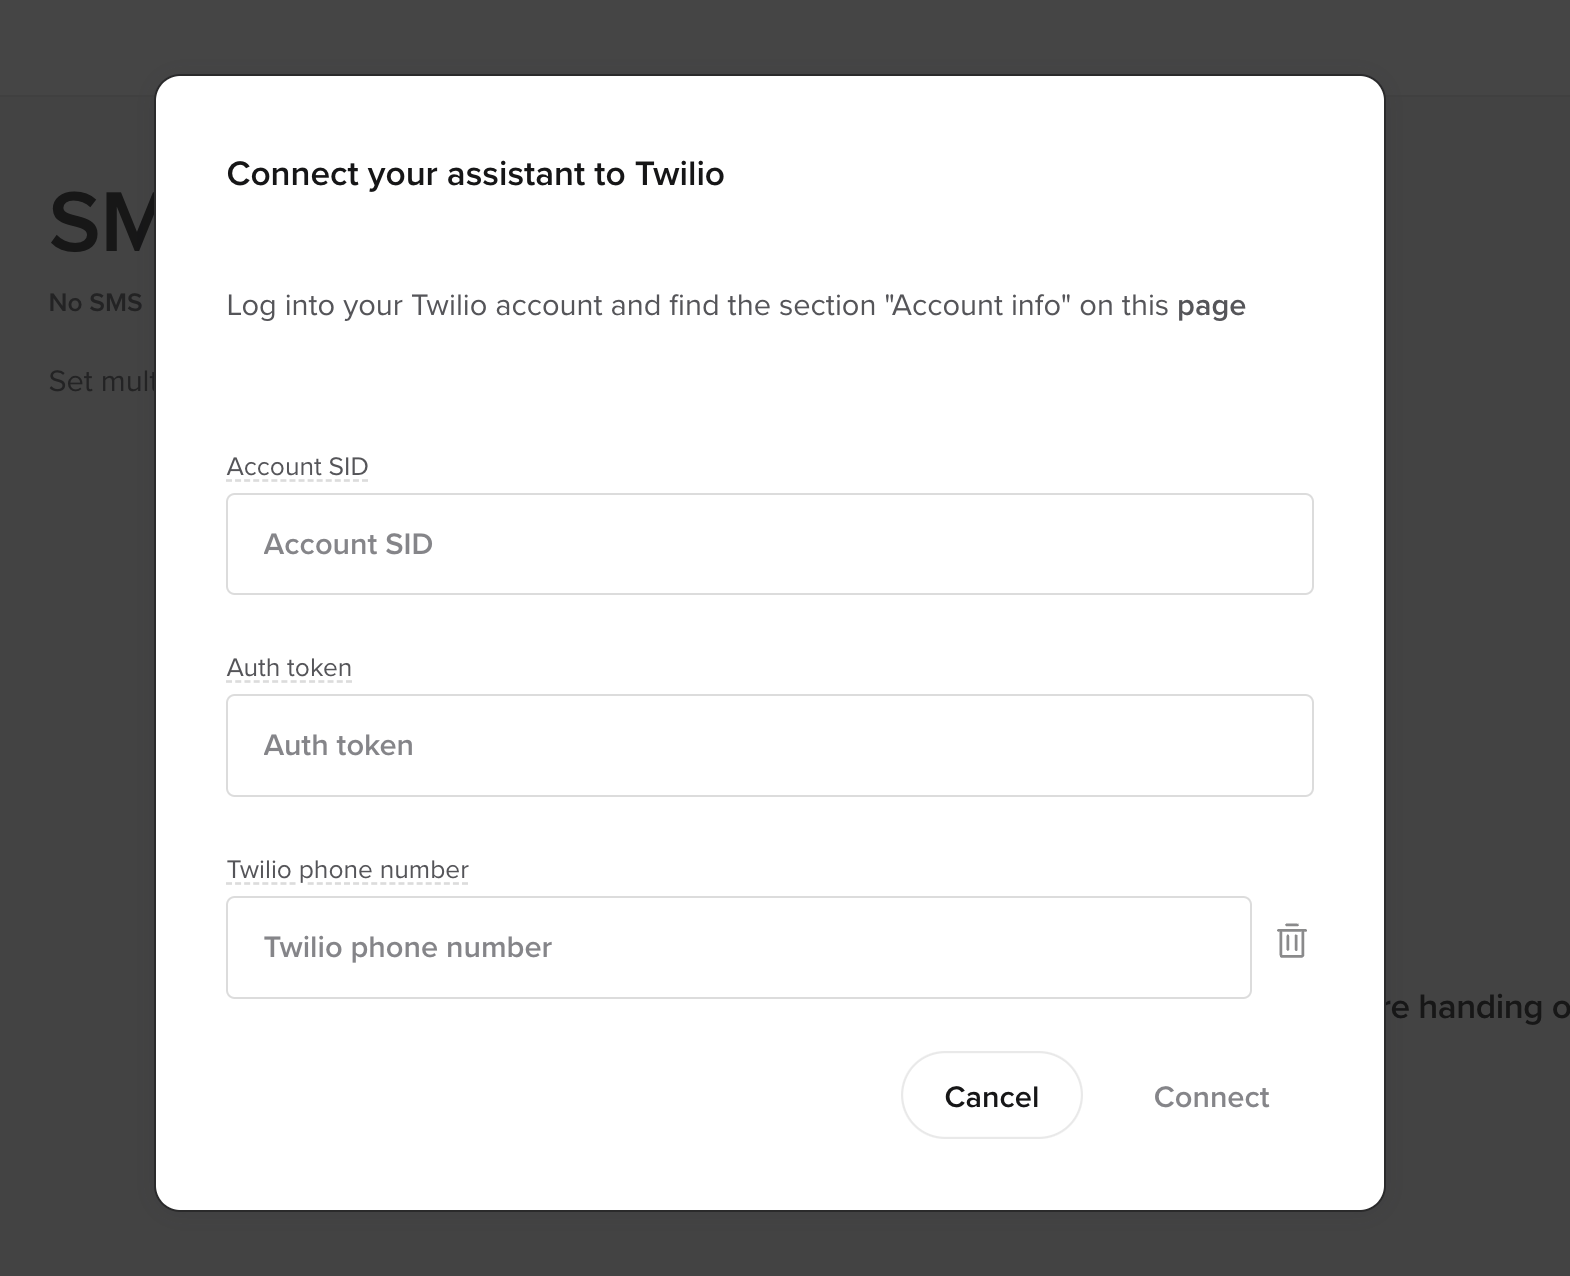 Connect your assistant to Twilio
SM
No SMS
Log into your Twilio account and find the section "Account info" on this page
Set mult
Account SID
Account SID
Auth token
Auth token
Twilio phone number
Twilio phone number
re handing o
Cancel
Connect